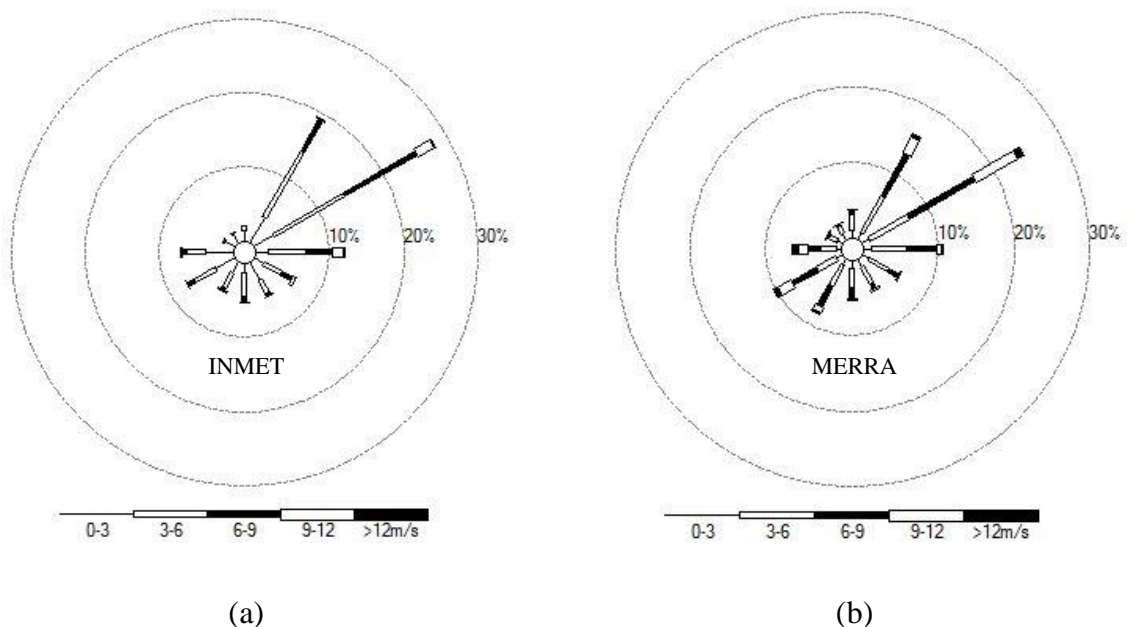 10% 20% 30%
INMET
0-3 3-6 6-9 9-12 >12m/s
(a)
10% 20% 30%
MERRA
0-3 3-6 6-9 9-12 >12m/s
(b)